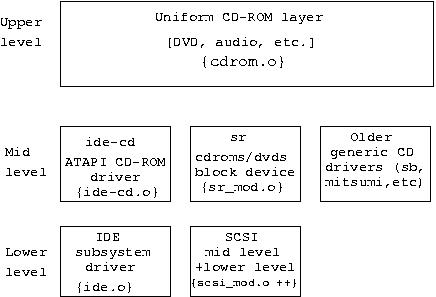 Upper
level
Uniform CD-ROM layer
[DVD, audio, etc.]
{cdrom.o}
Mid
level
ide-cd
ATAPI CD-ROM
driver
{ide-cd.o}
sr
cdroms/dvds
block device
{sr_mod.o}
Older
generic CD
drivers (sb,
mitsumi,etc)
Lower
level
IDE
subsystem
driver
{ide.o}
SCSI
mid level
+lower level
{scsi_mod.o ++}